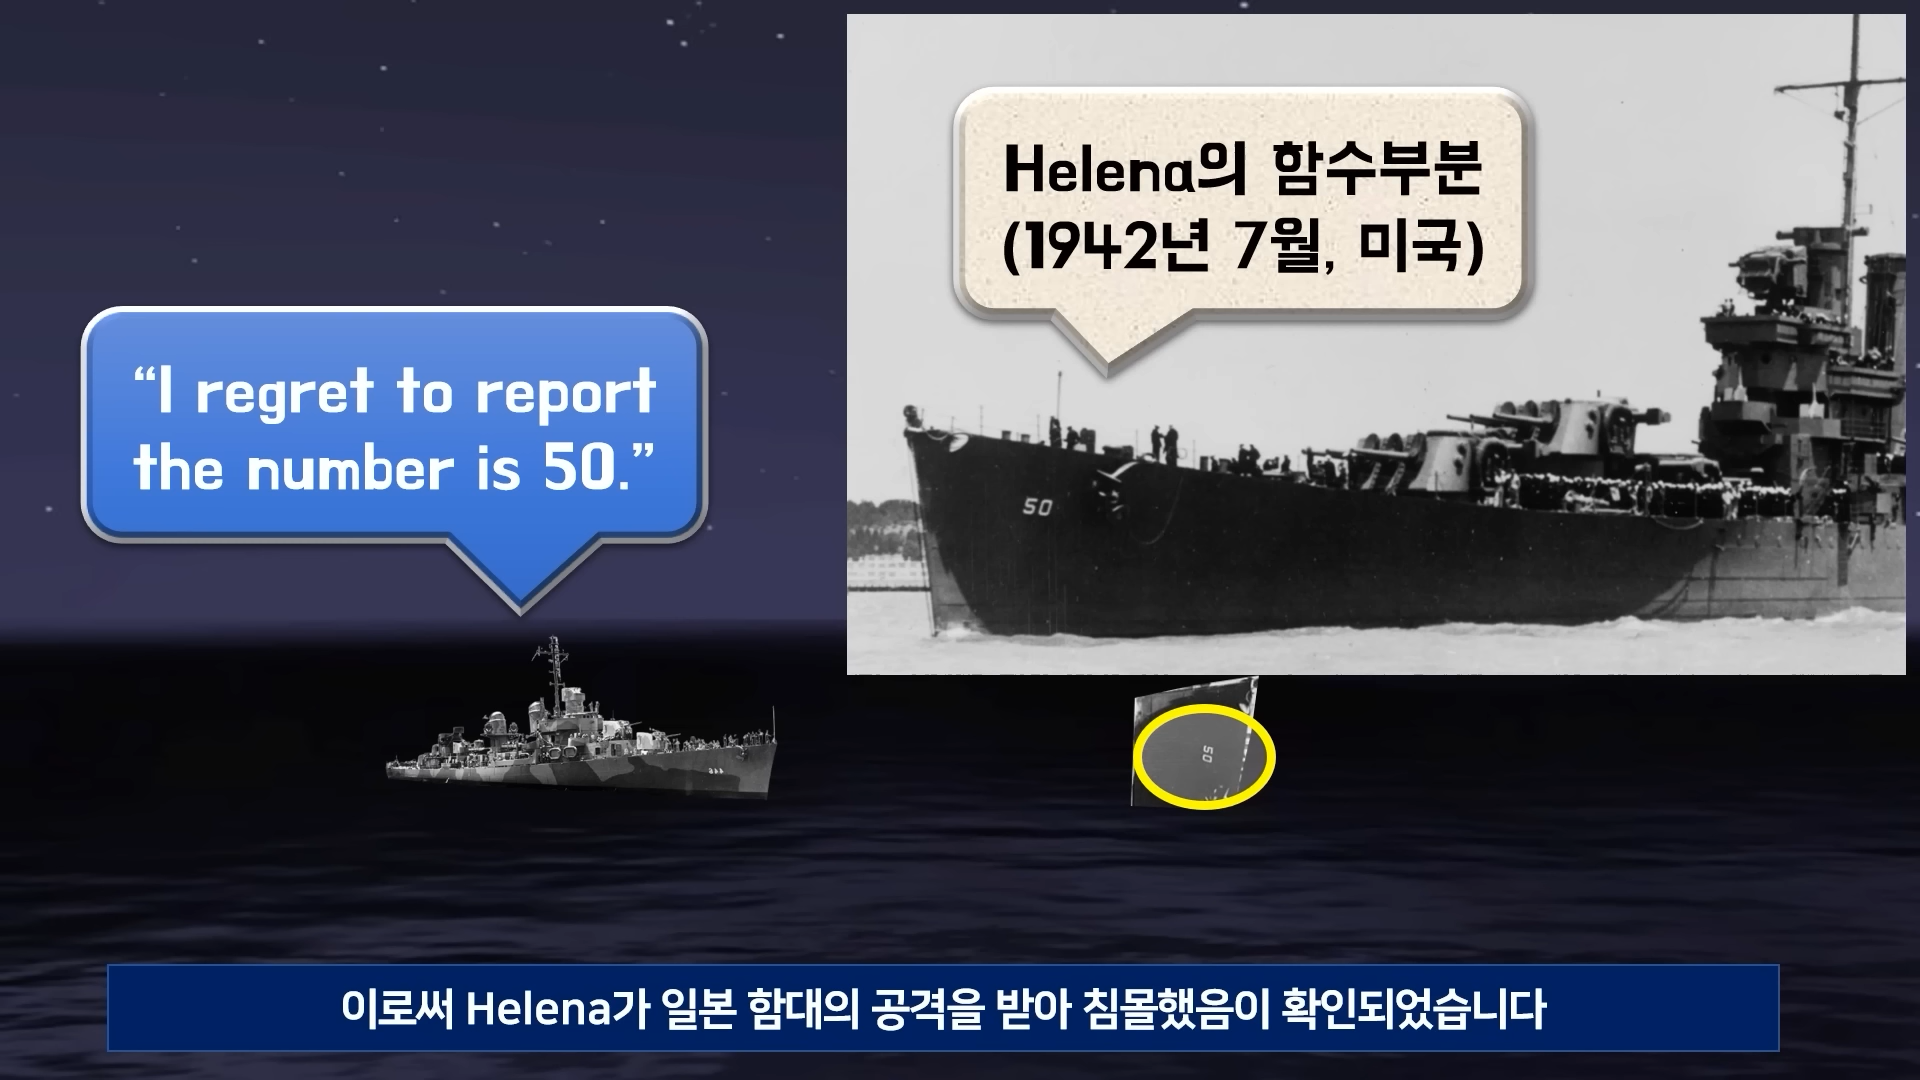 Helena의 함수부분
(1942년 7월, 미국)
“I regret to report
the number is 50.”
50
50
이로써 Helena가 일본 함대의 공격을 받아 침몰했음이 확인되었습니다